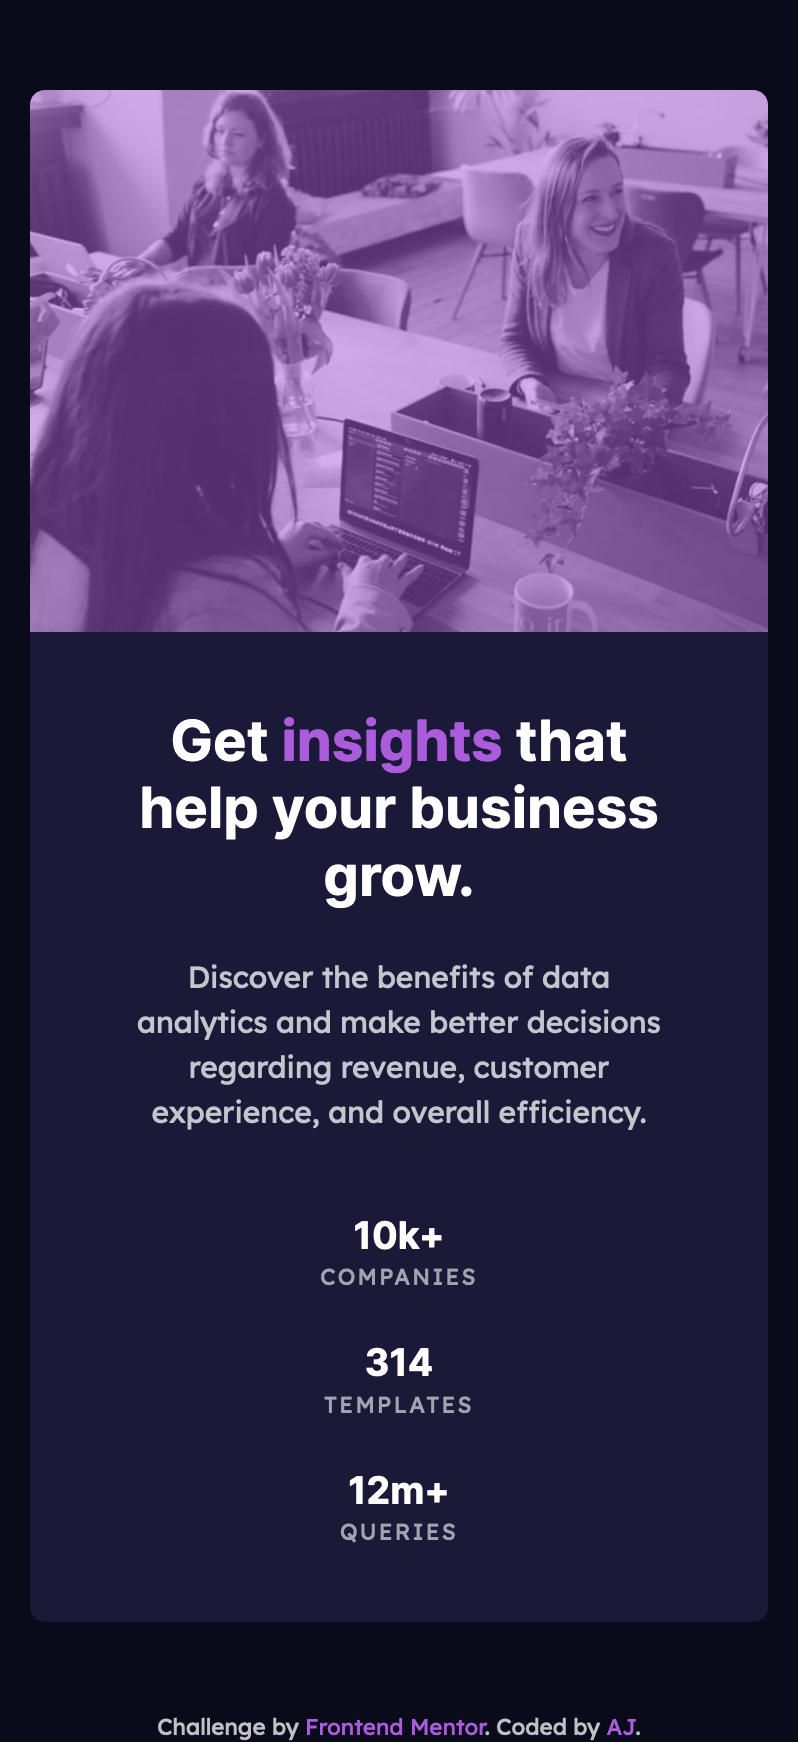 Get insights that
help your business
grow.
Discover the benefits of data
analytics and make better decisions
regarding revenue, customer
experience, and overall efficiency.
10k+
COMPANIES
314
TEMPLATES
12m+
QUERIES
Challenge by Frontend Mentor. Coded by AJ.